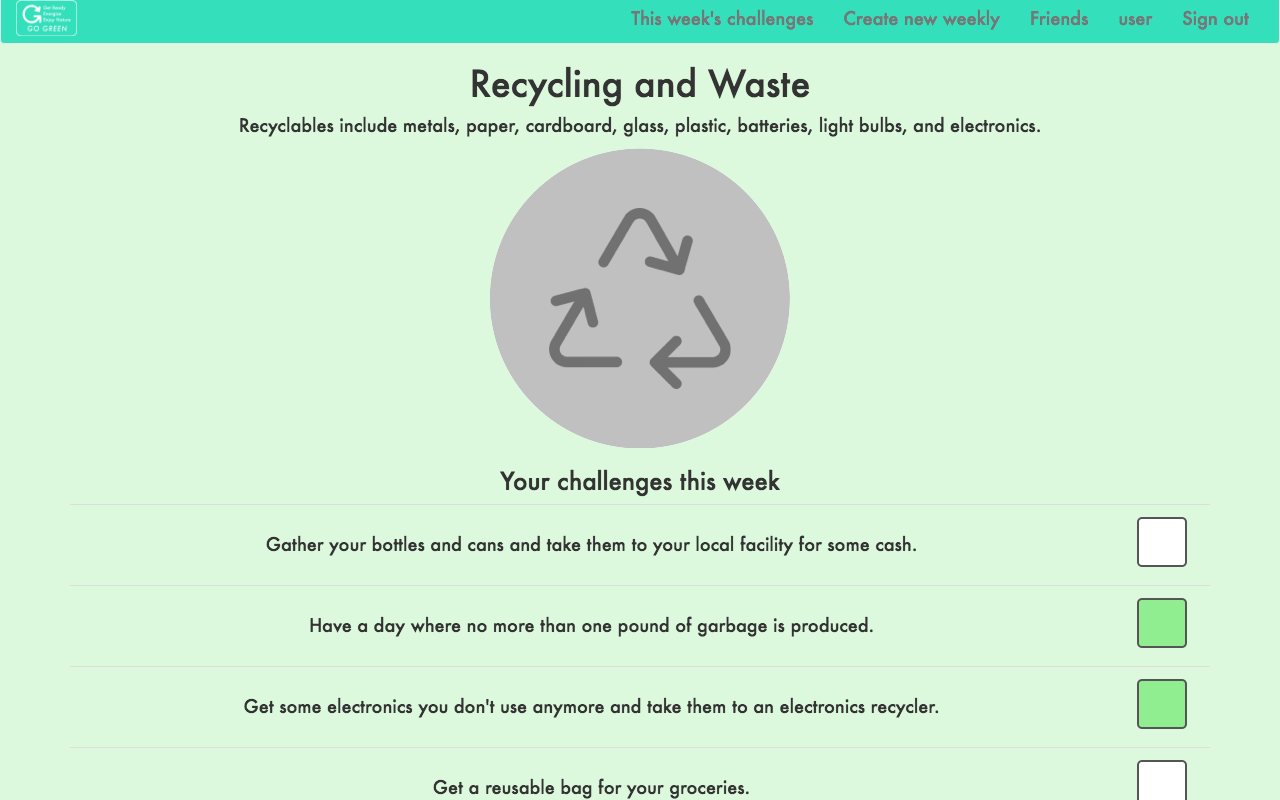 Get Ready
Energize
Enjoy Nature
GO GREEN
This week's challenges
Create new weekly
Friends
user
Sign out
Recycling and Waste
Recyclables include metals, paper, cardboard, glass, plastic, batteries, light bulbs, and electronics.
Your challenges this week
Gather your bottles and cans and take them to your local facility for some cash.
Have a day where no more than one pound of garbage is produced.
Get some electronics you don't use anymore and take them to an electronics recycler.
Get a reusable bag for your groceries.